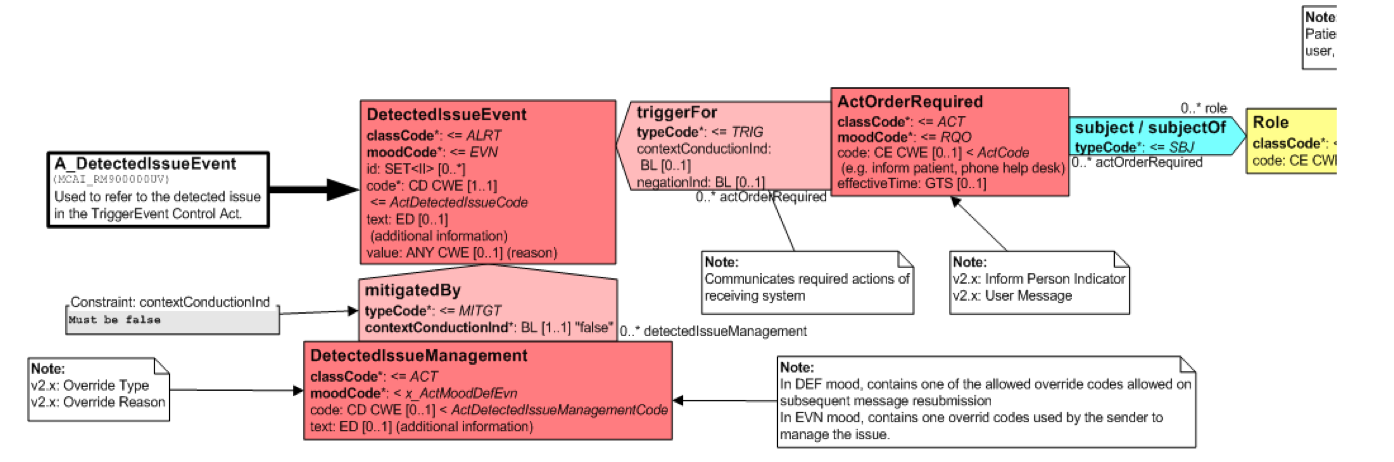 Note:
Patie
user,
A_DetectedIssueEvent
(MCAI_RM900000UV)
Used to refer to the detected issue
in the TriggerEvent Control Act.
DetectedIssueEvent
classCode*: <= ALRT
moodCode*: <= EVN
id: SET<II> [0..*]
code*: CD CWE [1..1]
<= ActDetectedIssueCode
text: ED [0..1]
(additional information)
value: ANY CWE [0..1] (reason)
triggerFor
typeCode*: <= TRIG
contextConductionInd:
BL [0..1]
negationInd: BL [0..1]
0..* actOrderRequired
ActOrderRequired
classCode*: <= ACT
moodCode*: <= RQO
code: CE CWE [0..1] < ActCode
(e.g. inform patient, phone help desk)
effectiveTime: GTS [0..1]
0..* role
subject / subjectOf
typeCode*: <= SBJ
0..* actOrderRequired
Role
classCode*: <
code: CE CWE
Note:
Communicates required actions of
receiving system
Note:
v2.x: Inform Person Indicator
v2.x: User Message
Constraint: contextConductionInd
Must be false
mitigatedBy
typeCode*: <= MITGT
contextConductionInd*: BL [1..1] "false"
0..* detectedIssueManagement
Note:
v2.x: Override Type
v2.x: Override Reason
DetectedIssueManagement
classCode*: <= ACT
moodCode*: < x_ActMoodDefEvn
code: CD CWE [0..1] < ActDetectedIssueManagementCode
text: ED [0..1] (additional information)
Note:
In DEF mood, contains one of the allowed override codes allowed on
subsequent message resubmission
In EVN mood, contains one overrid codes used by the sender to
manage the issue.